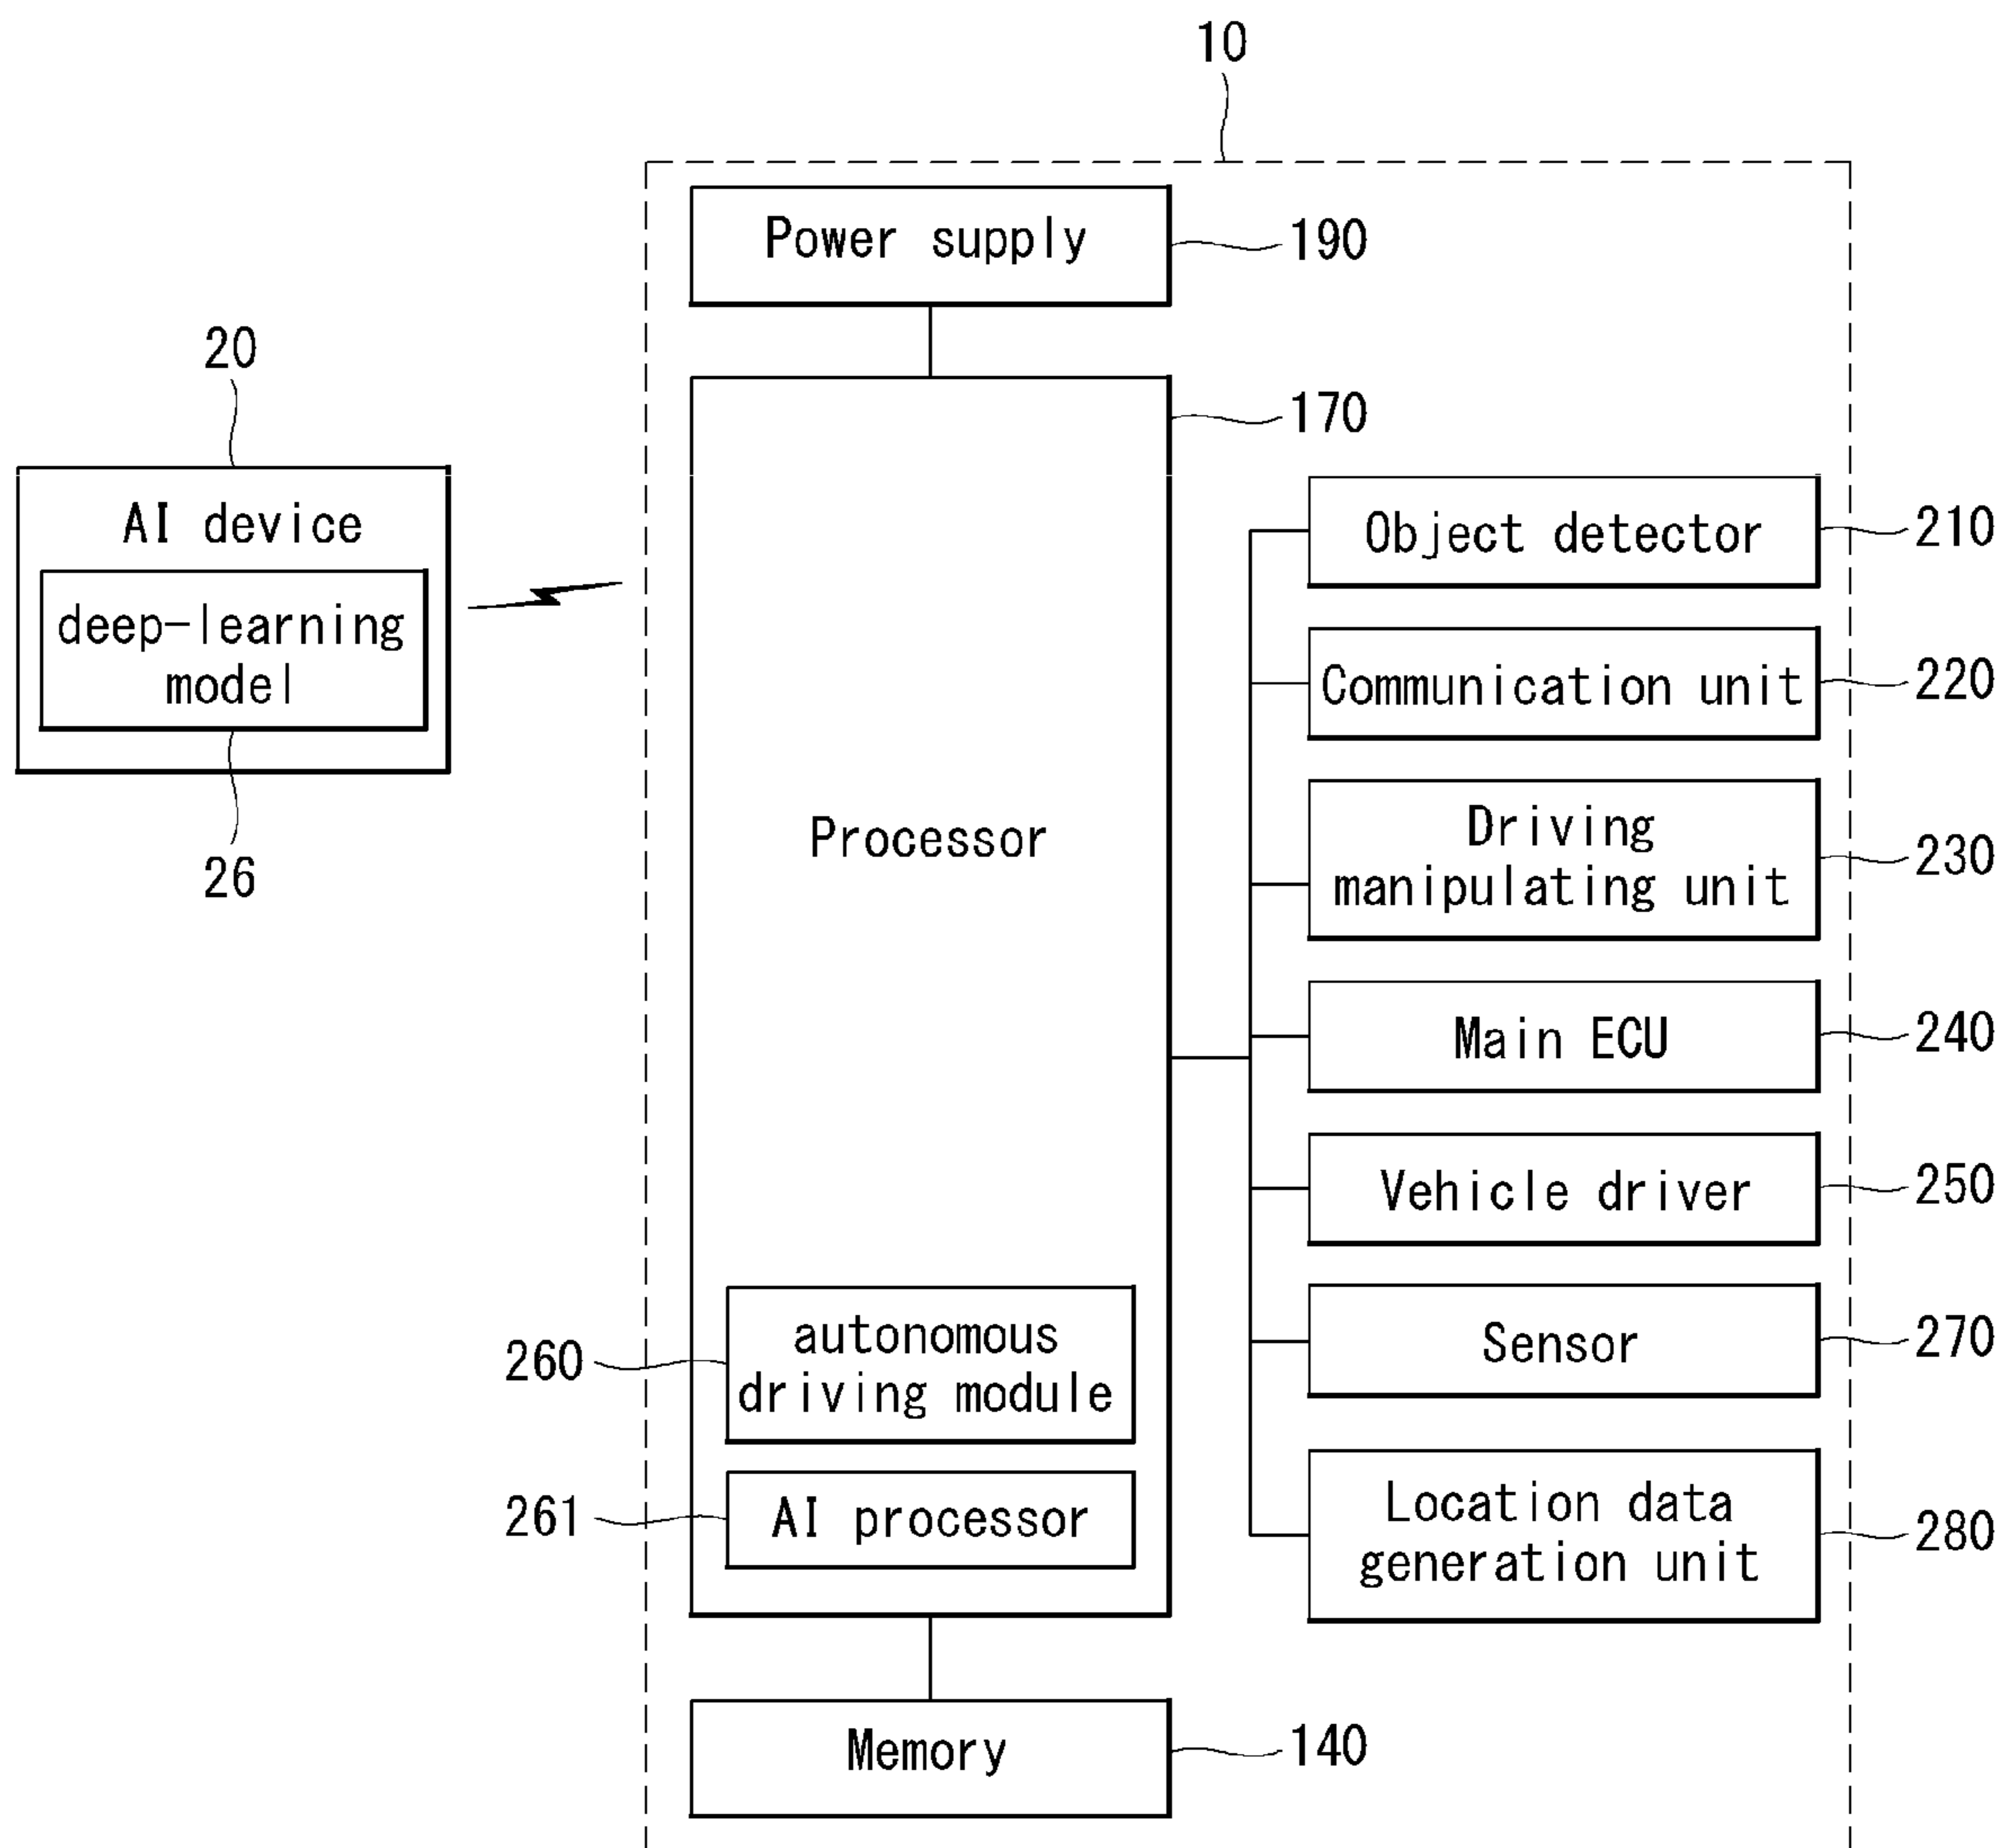 10
Power supply
190
20
170
AI device
deep-learning
model
26
Processor
Object detector
210
Communication unit
220
Driving
manipulating unit
230
Main ECU
240
Vehicle driver
250
260
autonomous
driving module
Sensor
270
261
AI processor
Location data
generation unit
280
Memory
140